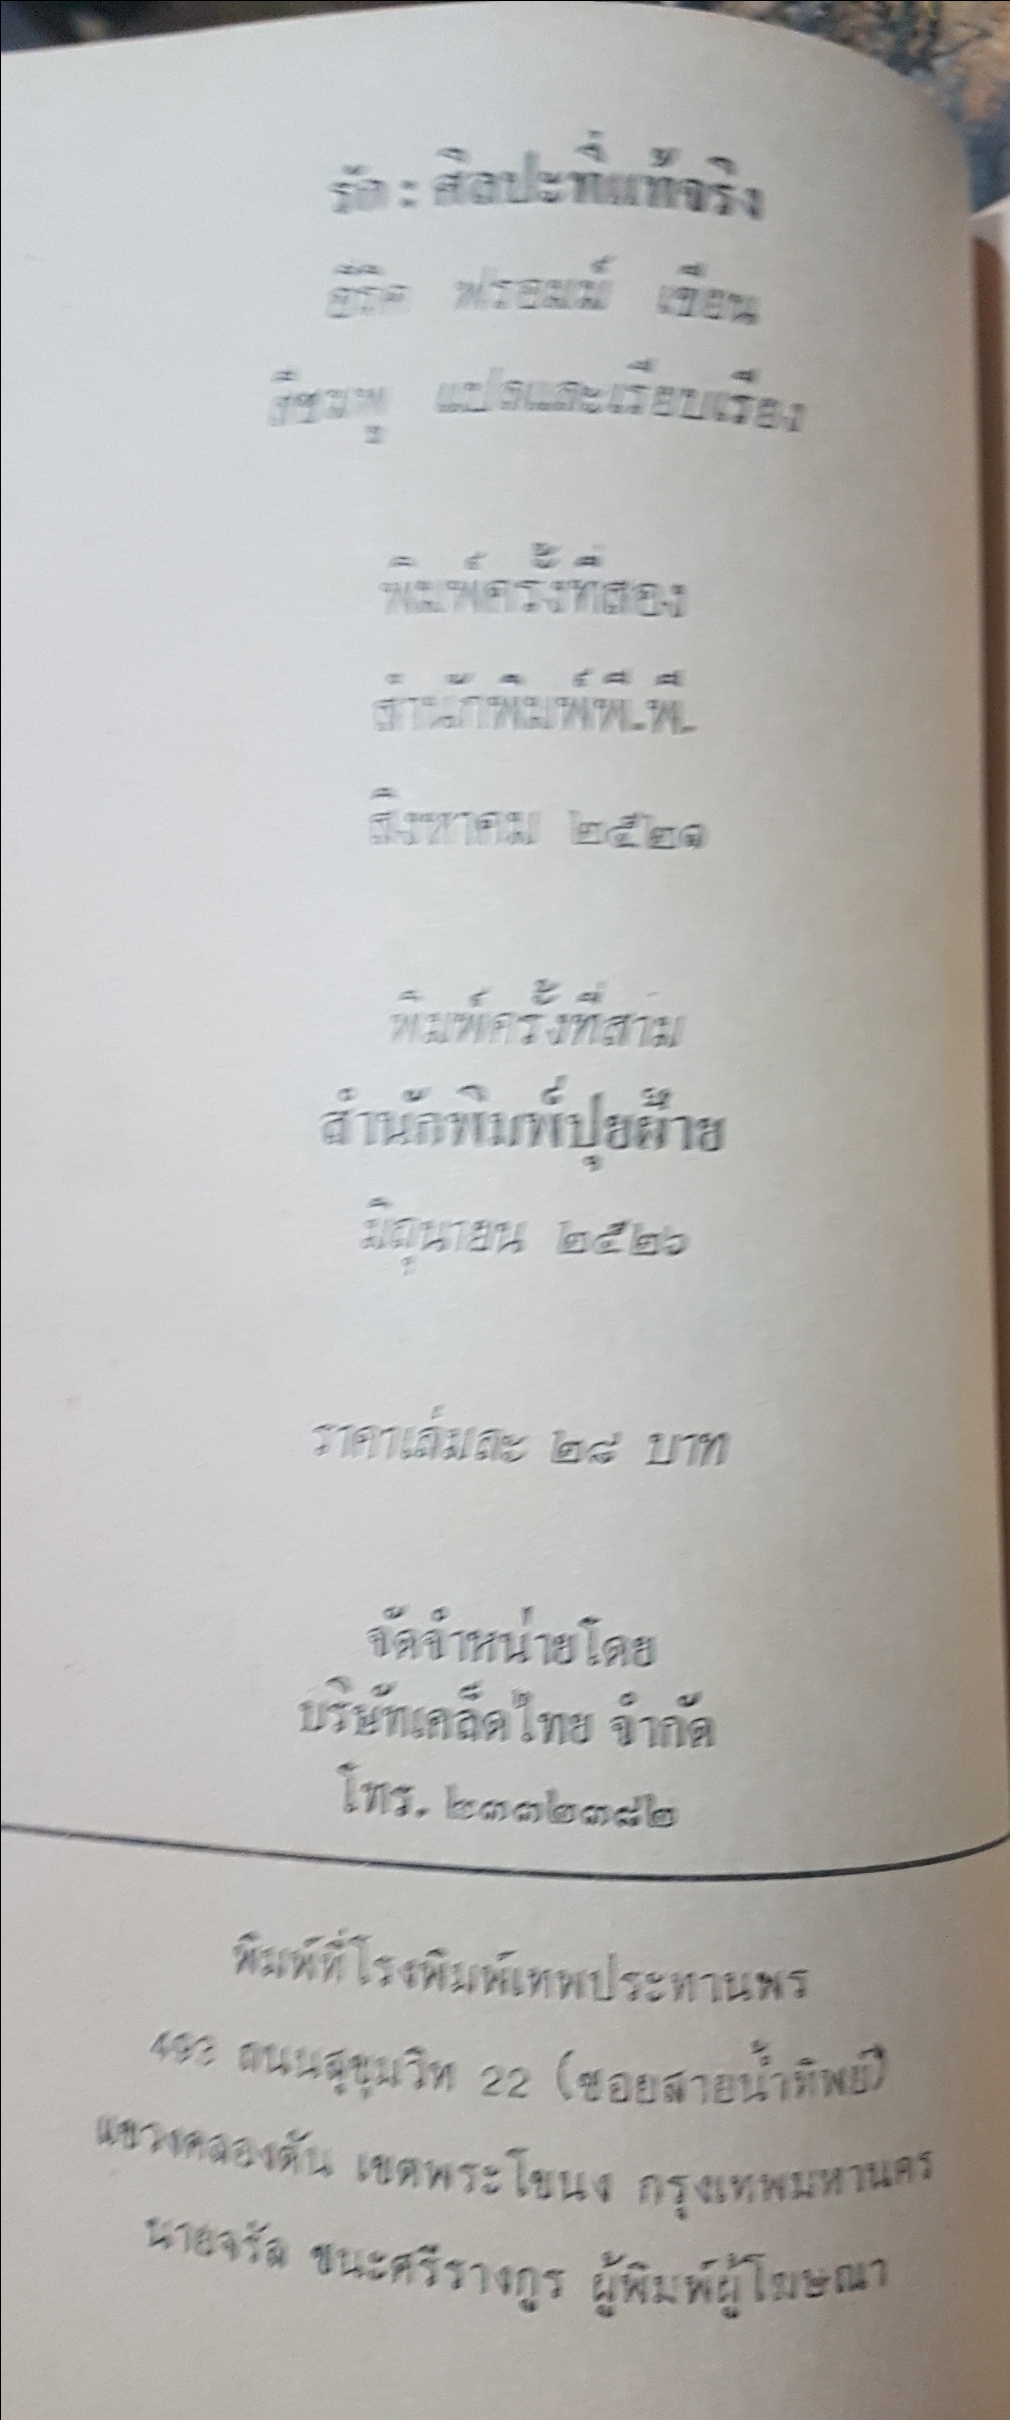 รัก : ศิลปะที่แท้จริง
อีริค ฟรอมม์ เขียน
สีชมพู แปลและเรียบเรียง
พิมพ์ครั้งที่สอง
สำนักพิมพ์พี.พี.
สิงหาคม ๒๕๒๑
พิมพ์ครั้งที่สาม
สำนักพิมพ์ปุยฝ้าย
มิถุนายน ๒๕๒๖
ราคาเล่มละ ๒๘ บาท
จัดจำหน่ายโดย
บริษัทเคล็ดไทย จำกัด
โทร. ๒๓๓๒๓๘๒
พิมพ์ที่โรงพิมพ์เทพประทานพร
ถนนสุขุมวิท 22 (ซอยสายน้ำทิพย์)
แขวงคลองตัน เขตพระโขนง กรุงเทพมหานคร
นายจรัล ชนะศรีรางกูร ผู้พิมพ์ผู้โฆษณา